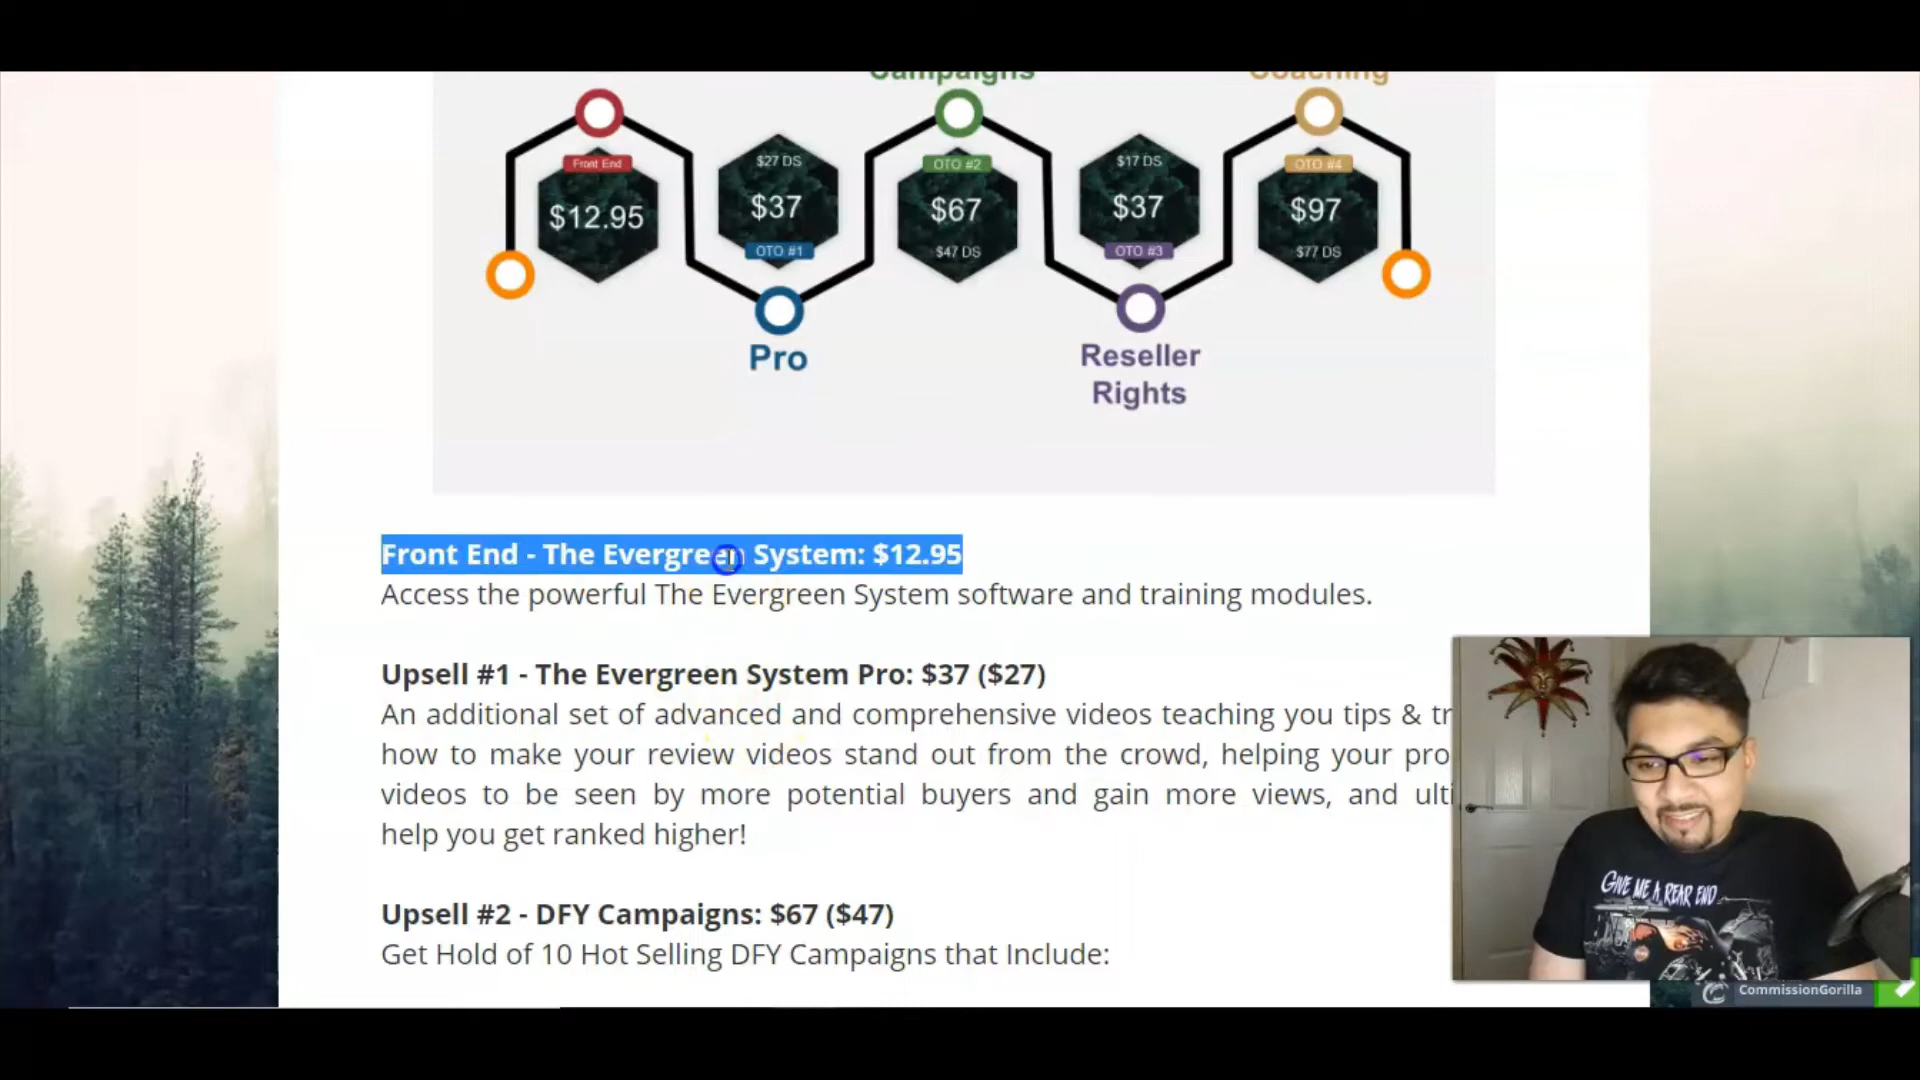 Campaigns
Coaching
Front End
$12.95
$27 DS
$37
OTO #1
Pro
OTO #2
$67
$47 DS
$17 DS
$37
OTO #3
Reseller
Rights
OTO #4
$97
$77 DS
Front End - The Evergreen System: $12.95
Access the powerful The Evergreen System software and training modules.
Upsell #1 - The Evergreen System Pro: $37 ($27)
An additional set of advanced and comprehensive videos teaching you tips & tr
how to make your review videos stand out from the crowd, helping your pro
videos to be seen by more potential buyers and gain more views, and ulti
help you get ranked higher!
Upsell #2 - DFY Campaigns: $67 ($47)
Get Hold of 10 Hot Selling DFY Campaigns that Include:
GIVE ME A REAR END
CommissionGorilla